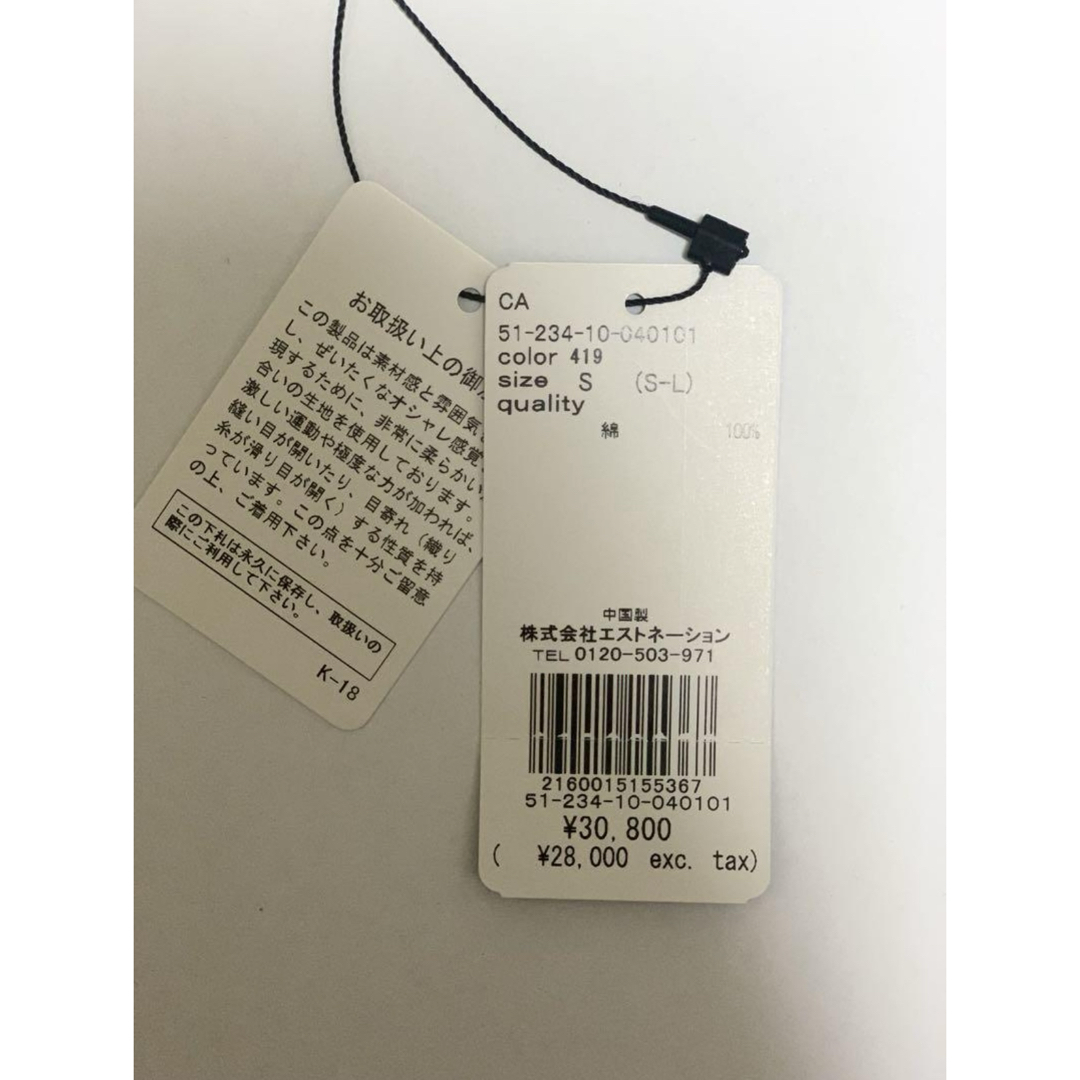 お取扱い上の御
この製品は素材感と雰囲気
し、ぜいたくなオシャレ感覚
現するために、非常に柔らかい
合いの生地を使用しております。
激しい運動や極度な力が加われば、
縫い目が開いたり、目寄れ（織り
糸が滑り目が開く）する性質を持
っています。この点を十分ご留意
の上、ご着用下さい。
この下札は永久に保存し、取扱いの
際にご利用して下さい。
K-18
CA
51-234-10-040101
color 419
size S (S-L)
quality
綿 100%
中国製
株式会社エストネーション
TEL 0120-503-971
2160015155367
51-234-10-040101
¥30,800
( ¥28,000 exc. tax)